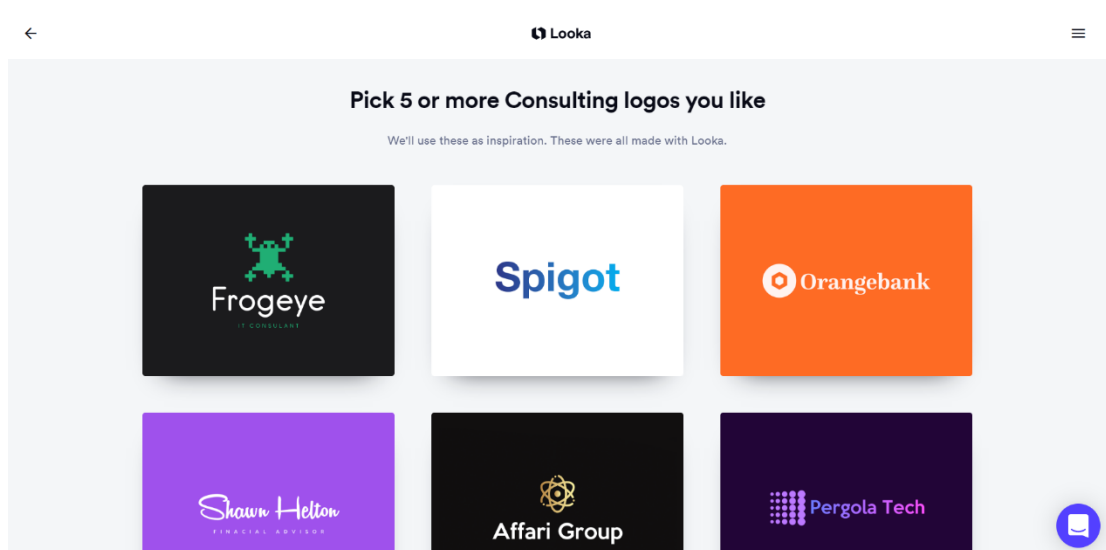 Looka
Pick 5 or more Consulting logos you like
We'll use these as inspiration. These were all made with Looka.
Frogeye
IT CONSULANT
Spigot
Orangebank
Shawn Helton
FINACIAL ADVISOR
Affari Group
Pergola Tech